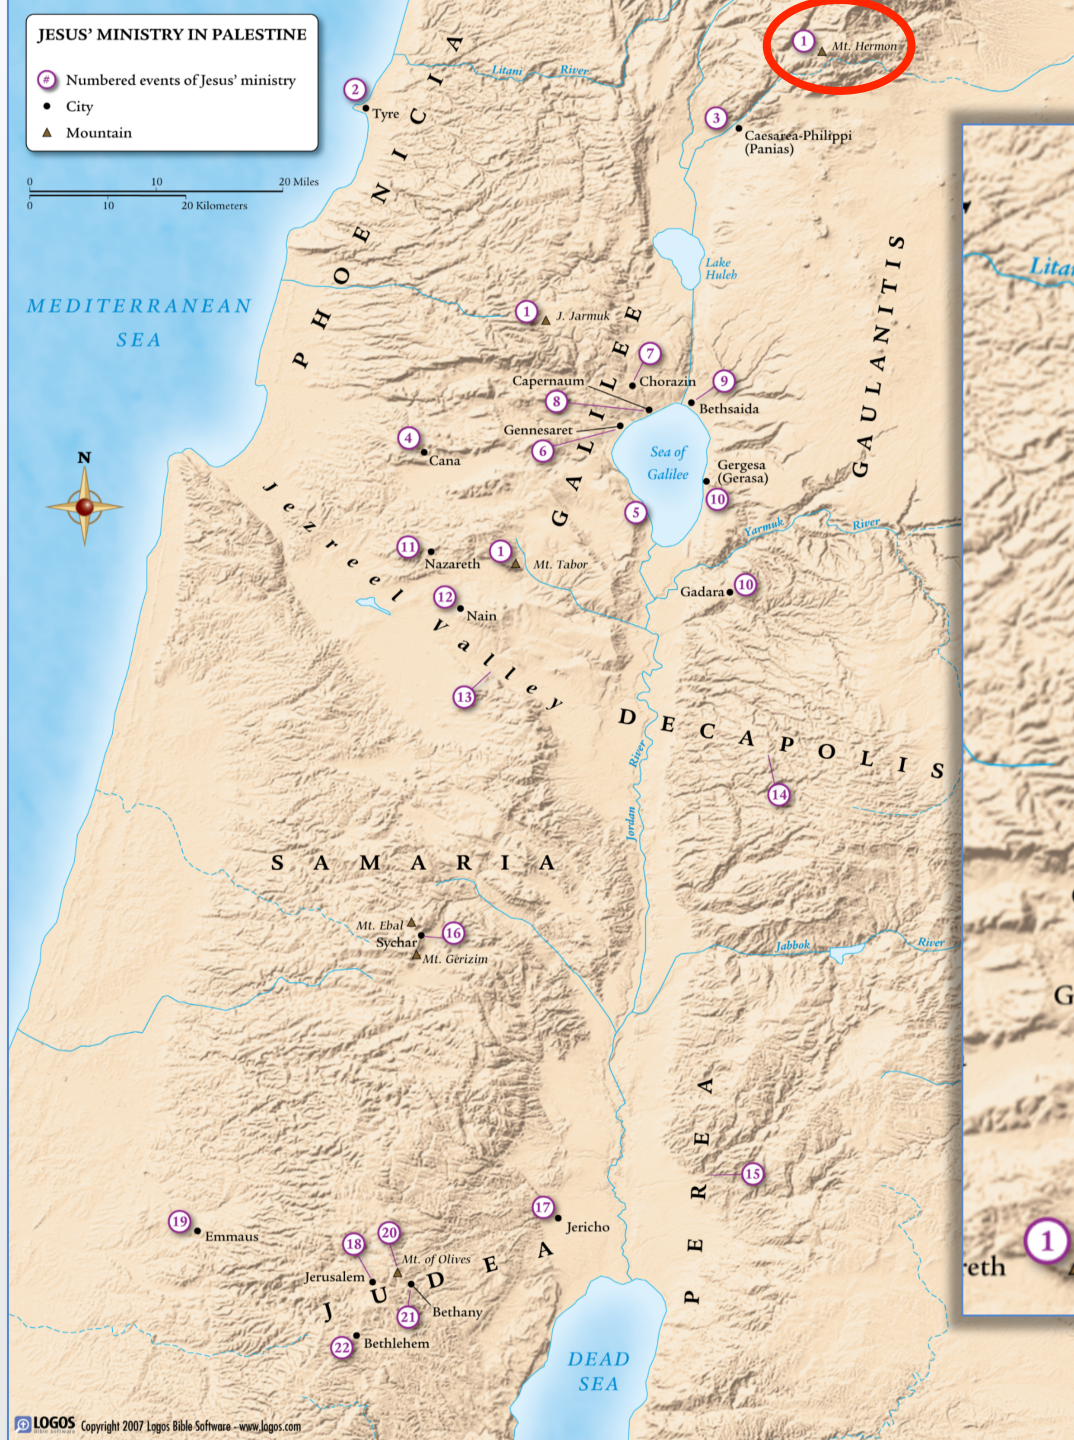 JESUS' MINISTRY IN PALESTINE
# Numbered events of Jesus' ministry
City
Mountain
0 10 20 Miles
0 10 20 Kilometers
1 Mt. Hermon
Litani River
2
Tyre
3
Caesarea-Philippi
(Panias)
PHOENICIA
Lake
Huleh
GAULANITIS
Litan
MEDITERRANEAN
SEA
1 J. Jarmuk
GALILEE
7
Capernaum
Chorazin
9
8
Bethsaida
Gennesaret
6
4
Cana
Sea of
Galilee
Gergesa
(Gerasa)
10
5
N
Jezreel Valley
Yarmuk River
11
Nazareth
1 Mt. Tabor
Gadara
10
12
Nain
13
DECAPOLIS
14
Jordan River
SAMARIA
Mt. Ebal
Sychar
16
Mt. Gerizim
Jabbok River
G
PEREA
15
17
Jericho
19
Emmaus
18
20
Mt. of Olives
Jerusalem
JUDEA
Bethany
21
22
Bethlehem
1
reth
DEAD
SEA
LOGOS
Bible Software
Copyright 2007 Logos Bible Software - www.logos.com